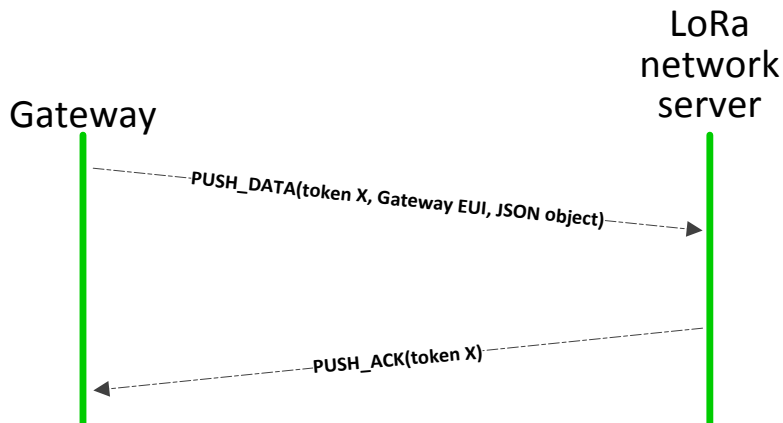 LoRa
network
server
Gateway
PUSH_DATA(token X, Gateway EUI, JSON object)
PUSH_ACK(token X)